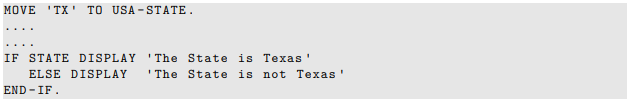 MOVE 'TX' TO USA-STATE.
....
....
IF STATE DISPLAY 'The State is Texas'
   ELSE DISPLAY  'The State is not Texas'
END-IF.